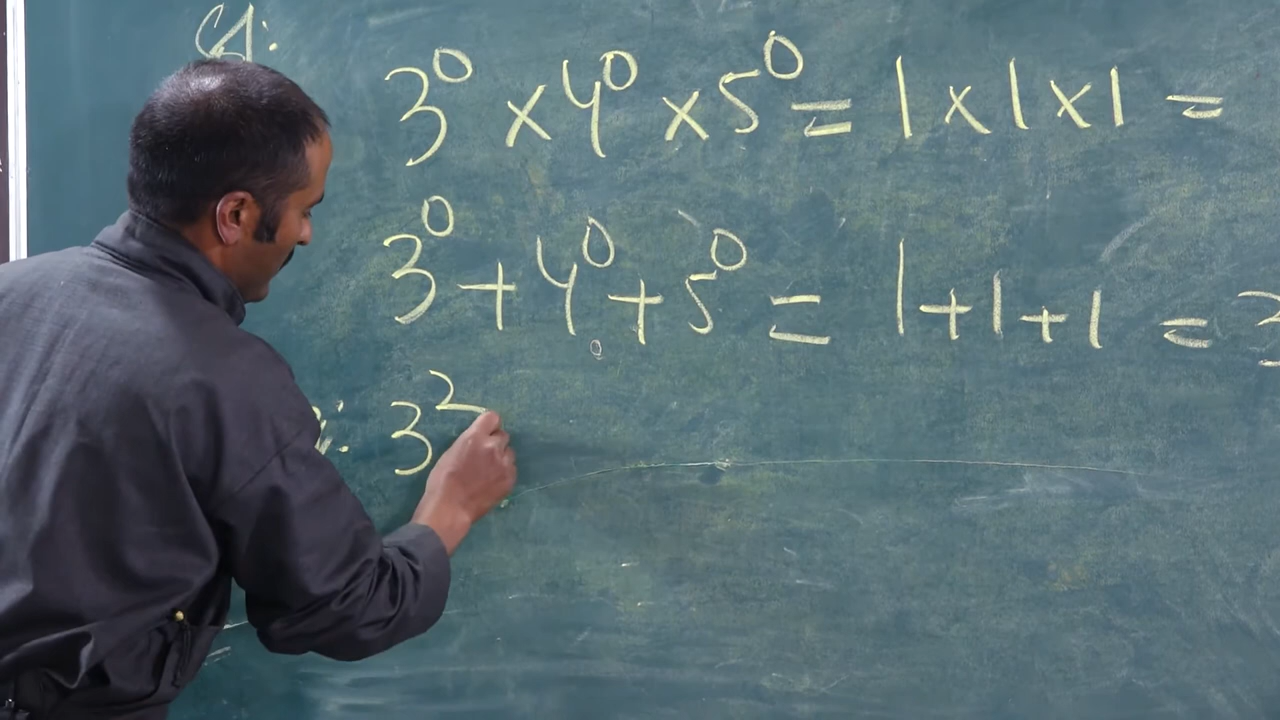 3⁰ × 4⁰ × 5⁰ = 1 × 1 × 1 =
3⁰ + 4⁰ + 5⁰ = 1 + 1 + 1 = 3
3²